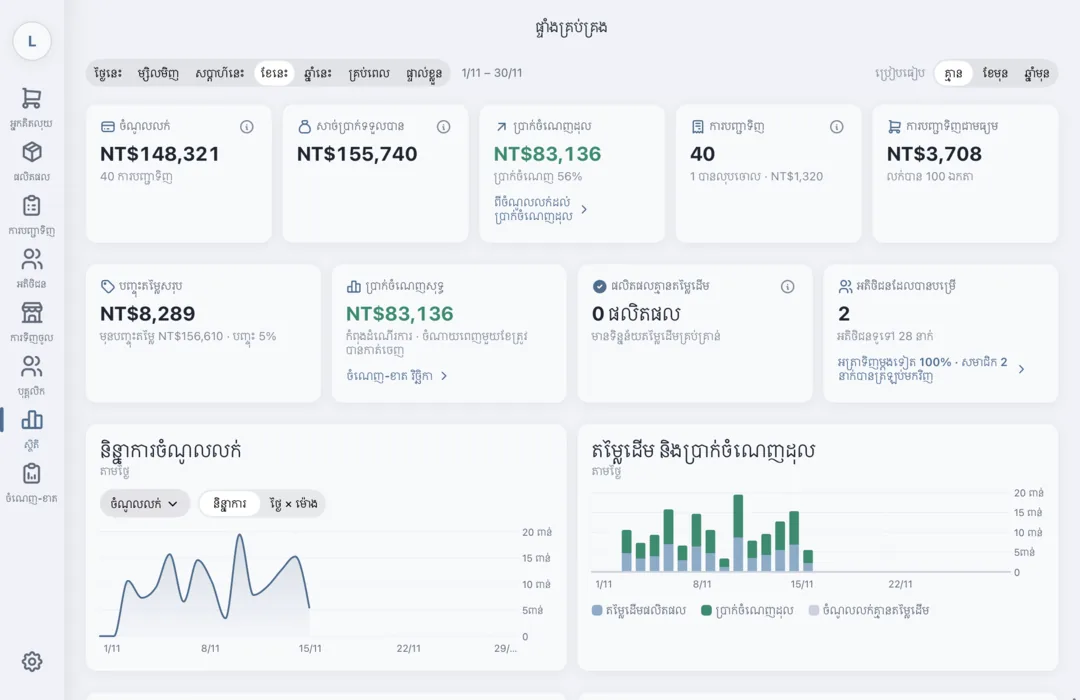 ផ្ទាំងគ្រប់គ្រង
L
អ្នកគិតលុយ
ផលិតផល
ការបញ្ជាទិញ
អតិថិជន
ការទិញចូល
បុគ្គលិក
ស្ថិតិ
ចំណេញ-ខាត
ថ្ងៃនេះ
ម្សិលមិញ
សប្តាហ៍នេះ
ខែនេះ
ឆ្នាំនេះ
គ្រប់ពេល
ផ្ទាល់ខ្លួន
1/11 – 30/11
ប្រៀបធៀប
គ្មាន
ខែមុន
ឆ្នាំមុន
ចំណូលលក់
NT$148,321
40 ការបញ្ជាទិញ
សាច់ប្រាក់ទទួលបាន
NT$155,740
ប្រាក់ចំណេញដុល
NT$83,136
ប្រាក់ចំណេញ 56%
ពីចំណូលលក់ដល់
ប្រាក់ចំណេញដុល
ការបញ្ជាទិញ
40
1 បានលុបចោល · NT$1,320
ការបញ្ជាទិញជាមធ្យម
NT$3,708
លក់បាន 100 ឯកតា
បញ្ចុះតម្លៃសរុប
NT$8,289
មុនបញ្ចុះតម្លៃ NT$156,610 · បញ្ចុះ 5%
ប្រាក់ចំណេញសុទ្ធ
NT$83,136
កំពុងដំណើរការ · ចំណាយពេញមួយខែត្រូវ
បានកាត់ចេញ
ចំណេញ-ខាត វិច្ឆិកា
ផលិតផលគ្មានតម្លៃដើម
0 ផលិតផល
មានទិន្នន័យតម្លៃដើមគ្រប់គ្រាន់
អតិថិជនដែលបានបម្រើ
2
អតិថិជនទូទៅ 28 នាក់
អត្រាទិញម្តងទៀត 100% · សមាជិក 2
នាក់បានត្រឡប់មកវិញ
និន្នាការចំណូលលក់
តាមថ្ងៃ
ចំណូលលក់
និន្នាការ
ថ្ងៃ × ម៉ោង
20 ពាន់
15 ពាន់
10 ពាន់
5ពាន់
0
1/11
8/11
15/11
22/11
29/...
តម្លៃដើម និងប្រាក់ចំណេញដុល
តាមថ្ងៃ
20 ពាន់
15 ពាន់
10 ពាន់
5ពាន់
0
1/11
8/11
15/11
22/11
តម្លៃដើមផលិតផល
ប្រាក់ចំណេញដុល
ចំណូលលក់គ្មានតម្លៃដើម